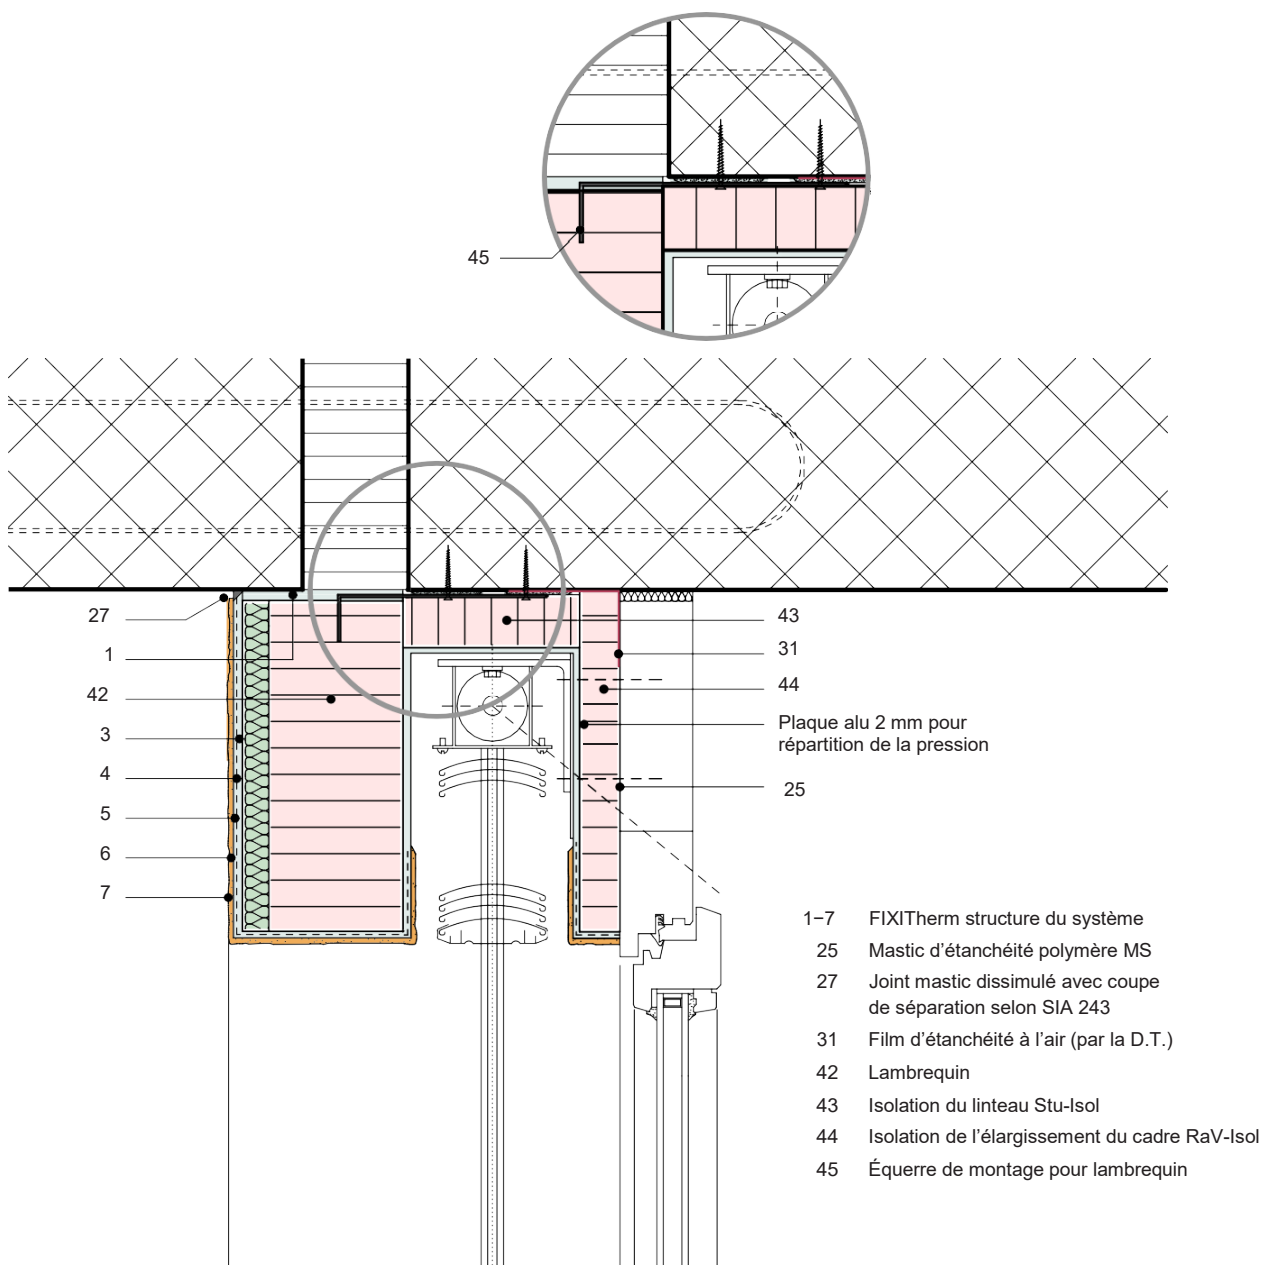 45
27
1
42
3
4
5
6
7
43
31
44
Plaque alu 2 mm pour
répartition de la pression
25
1–7 FIXITherm structure du système
25 Mastic d’étanchéité polymère MS
27 Joint mastic dissimulé avec coupe
de séparation selon SIA 243
31 Film d’étanchéité à l’air (par la D.T.)
42 Lambrequin
43 Isolation du linteau Stu-Isol
44 Isolation de l’élargissement du cadre RaV-Isol
45 Équerre de montage pour lambrequin